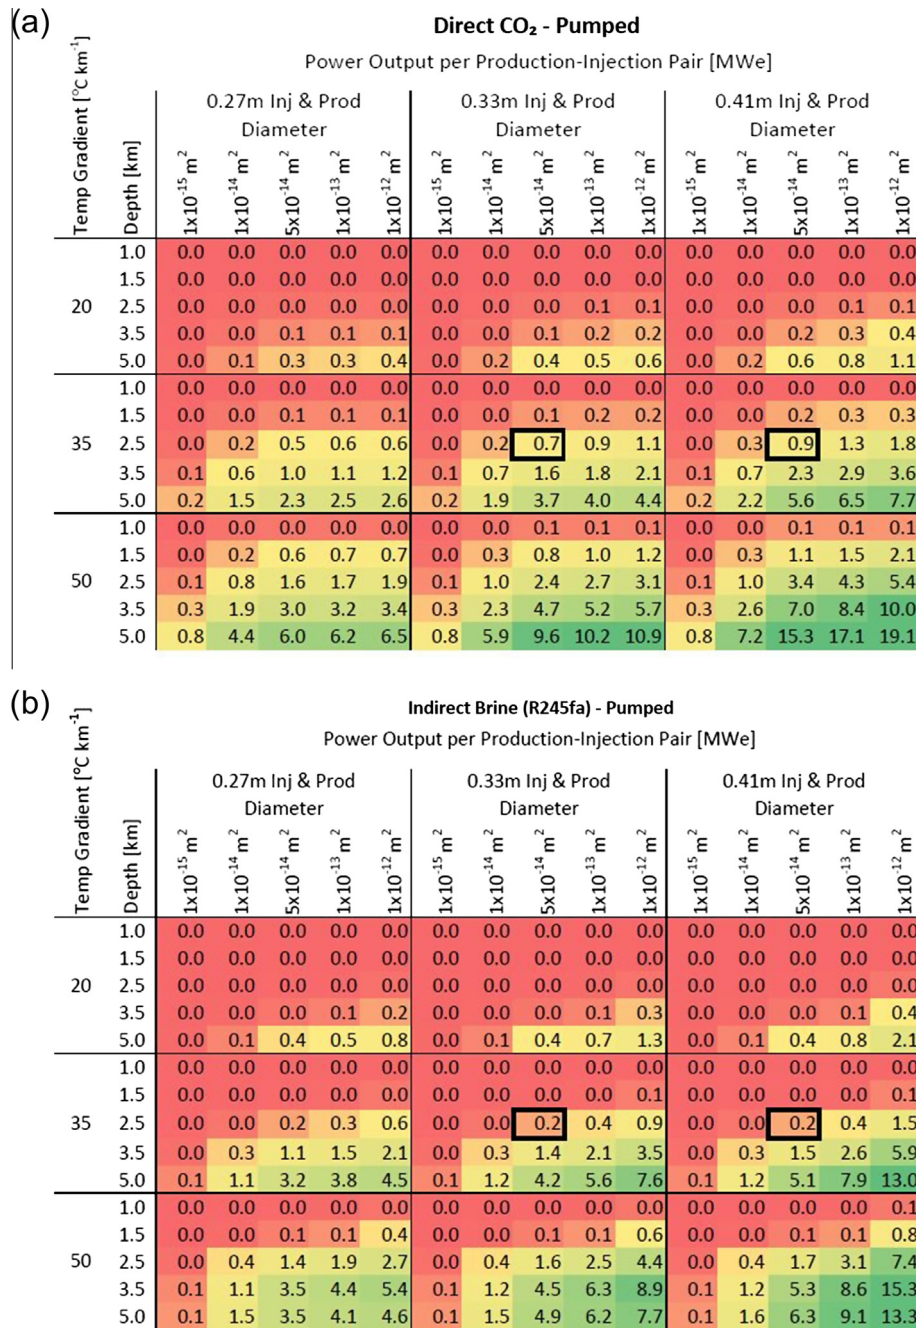 (a)
Direct CO₂ - Pumped
Power Output per Production-Injection Pair [MWe]
Temp Gradient [°C km⁻¹]
Depth [km]
0.27m Inj & Prod Diameter 0.33m Inj & Prod Diameter 0.41m Inj & Prod Diameter
1x10⁻¹⁵ m² 1x10⁻¹⁴ m² 5x10⁻¹⁴ m² 1x10⁻¹³ m² 1x10⁻¹² m² 1x10⁻¹⁵ m² 1x10⁻¹⁴ m² 5x10⁻¹⁴ m² 1x10⁻¹³ m² 1x10⁻¹² m² 1x10⁻¹⁵ m² 1x10⁻¹⁴ m² 5x10⁻¹⁴ m² 1x10⁻¹³ m² 1x10⁻¹² m²
1.0 0.0 0.0 0.0 0.0 0.0 0.0 0.0 0.0 0.0 0.0 0.0 0.0 0.0 0.0 0.0
1.5 0.0 0.0 0.0 0.0 0.0 0.0 0.0 0.0 0.0 0.0 0.0 0.0 0.0 0.0 0.0
20 2.5 0.0 0.0 0.0 0.0 0.0 0.0 0.0 0.0 0.1 0.1 0.0 0.0 0.0 0.1 0.1
3.5 0.0 0.0 0.1 0.1 0.1 0.0 0.0 0.1 0.2 0.2 0.0 0.0 0.2 0.3 0.4
5.0 0.0 0.1 0.3 0.3 0.4 0.0 0.2 0.4 0.5 0.6 0.0 0.2 0.6 0.8 1.1
1.0 0.0 0.0 0.0 0.0 0.0 0.0 0.0 0.0 0.0 0.0 0.0 0.0 0.0 0.0 0.0
1.5 0.0 0.0 0.1 0.1 0.1 0.0 0.0 0.1 0.2 0.2 0.0 0.0 0.2 0.3 0.3
35 2.5 0.0 0.2 0.5 0.6 0.6 0.0 0.2 0.7 0.9 1.1 0.0 0.3 0.9 1.3 1.8
3.5 0.1 0.6 1.0 1.1 1.2 0.1 0.7 1.6 1.8 2.1 0.1 0.7 2.3 2.9 3.6
5.0 0.2 1.5 2.3 2.5 2.6 0.2 1.9 3.7 4.0 4.4 0.2 2.2 5.6 6.5 7.7
1.0 0.0 0.0 0.0 0.0 0.0 0.0 0.0 0.1 0.1 0.1 0.0 0.0 0.1 0.1 0.1
1.5 0.0 0.2 0.6 0.7 0.7 0.0 0.3 0.8 1.0 1.2 0.0 0.3 1.1 1.5 2.1
50 2.5 0.1 0.8 1.6 1.7 1.9 0.1 1.0 2.4 2.7 3.1 0.1 1.0 3.4 4.3 5.4
3.5 0.3 1.9 3.0 3.2 3.4 0.3 2.3 4.7 5.2 5.7 0.3 2.6 7.0 8.4 10.0
5.0 0.8 4.4 6.0 6.2 6.5 0.8 5.9 9.6 10.2 10.9 0.8 7.2 15.3 17.1 19.1
(b)
Indirect Brine (R245fa) - Pumped
Power Output per Production-Injection Pair [MWe]
Temp Gradient [°C km⁻¹]
Depth [km]
0.27m Inj & Prod Diameter 0.33m Inj & Prod Diameter 0.41m Inj & Prod Diameter
1x10⁻¹⁵ m² 1x10⁻¹⁴ m² 5x10⁻¹⁴ m² 1x10⁻¹³ m² 1x10⁻¹² m² 1x10⁻¹⁵ m² 1x10⁻¹⁴ m² 5x10⁻¹⁴ m² 1x10⁻¹³ m² 1x10⁻¹² m² 1x10⁻¹⁵ m² 1x10⁻¹⁴ m² 5x10⁻¹⁴ m² 1x10⁻¹³ m² 1x10⁻¹² m²
1.0 0.0 0.0 0.0 0.0 0.0 0.0 0.0 0.0 0.0 0.0 0.0 0.0 0.0 0.0 0.0
1.5 0.0 0.0 0.0 0.0 0.0 0.0 0.0 0.0 0.0 0.0 0.0 0.0 0.0 0.0 0.0
20 2.5 0.0 0.0 0.0 0.0 0.0 0.0 0.0 0.0 0.0 0.0 0.0 0.0 0.0 0.0 0.0
3.5 0.0 0.0 0.0 0.1 0.2 0.0 0.0 0.0 0.1 0.3 0.0 0.0 0.0 0.1 0.4
5.0 0.0 0.1 0.4 0.5 0.8 0.0 0.1 0.4 0.7 1.3 0.0 0.1 0.4 0.8 2.1
1.0 0.0 0.0 0.0 0.0 0.0 0.0 0.0 0.0 0.0 0.0 0.0 0.0 0.0 0.0 0.0
1.5 0.0 0.0 0.0 0.0 0.0 0.0 0.0 0.0 0.0 0.1 0.0 0.0 0.0 0.0 0.1
35 2.5 0.0 0.0 0.2 0.3 0.6 0.0 0.0 0.2 0.4 0.9 0.0 0.0 0.2 0.4 1.5
3.5 0.0 0.3 1.1 1.5 2.1 0.0 0.3 1.4 2.1 3.5 0.0 0.3 1.5 2.6 5.9
5.0 0.1 1.1 3.2 3.8 4.5 0.1 1.2 4.2 5.6 7.6 0.1 1.2 5.1 7.9 13.0
1.0 0.0 0.0 0.0 0.0 0.0 0.0 0.0 0.0 0.0 0.0 0.0 0.0 0.0 0.0 0.1
1.5 0.0 0.0 0.1 0.1 0.4 0.0 0.0 0.1 0.1 0.6 0.0 0.0 0.1 0.1 0.8
50 2.5 0.0 0.4 1.4 1.9 2.7 0.0 0.4 1.6 2.5 4.4 0.0 0.4 1.7 3.1 7.4
3.5 0.1 1.1 3.5 4.4 5.4 0.1 1.2 4.5 6.3 8.9 0.1 1.2 5.3 8.6 15.3
5.0 0.1 1.5 3.5 4.1 4.6 0.1 1.5 4.9 6.2 7.7 0.1 1.6 6.3 9.1 13.3